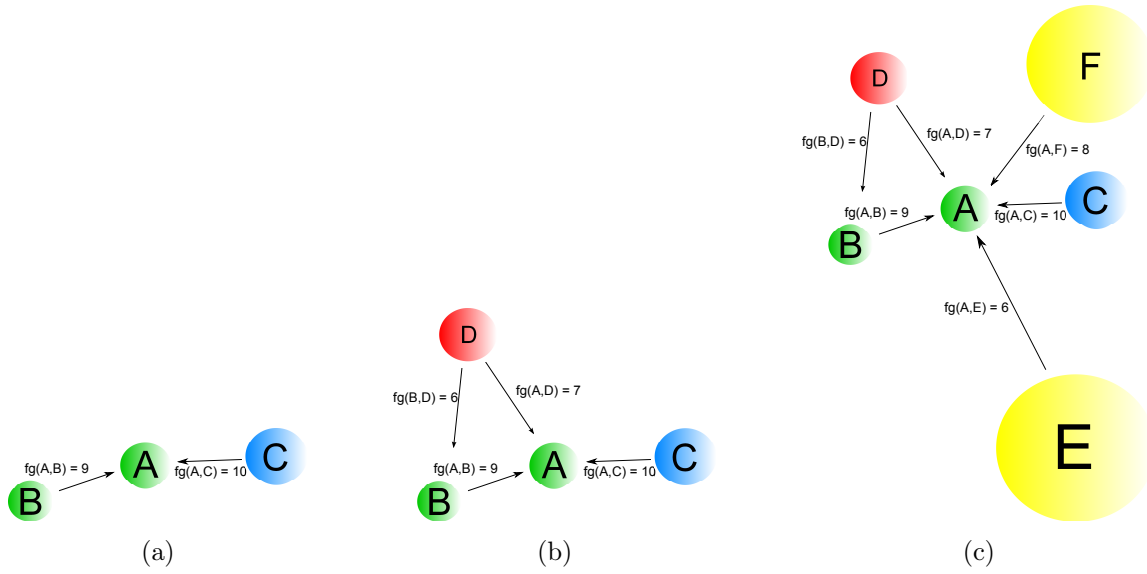 fg(A,B) = 9
A
C
fg(A,C) = 10
B
(a)
D
fg(B,D) = 6
fg(A,D) = 7
fg(A,B) = 9
A
C
fg(A,C) = 10
B
(b)
F
D
fg(B,D) = 6
fg(A,D) = 7
fg(A,F) = 8
fg(A,B) = 9
A
C
fg(A,C) = 10
B
fg(A,E) = 6
E
(c)